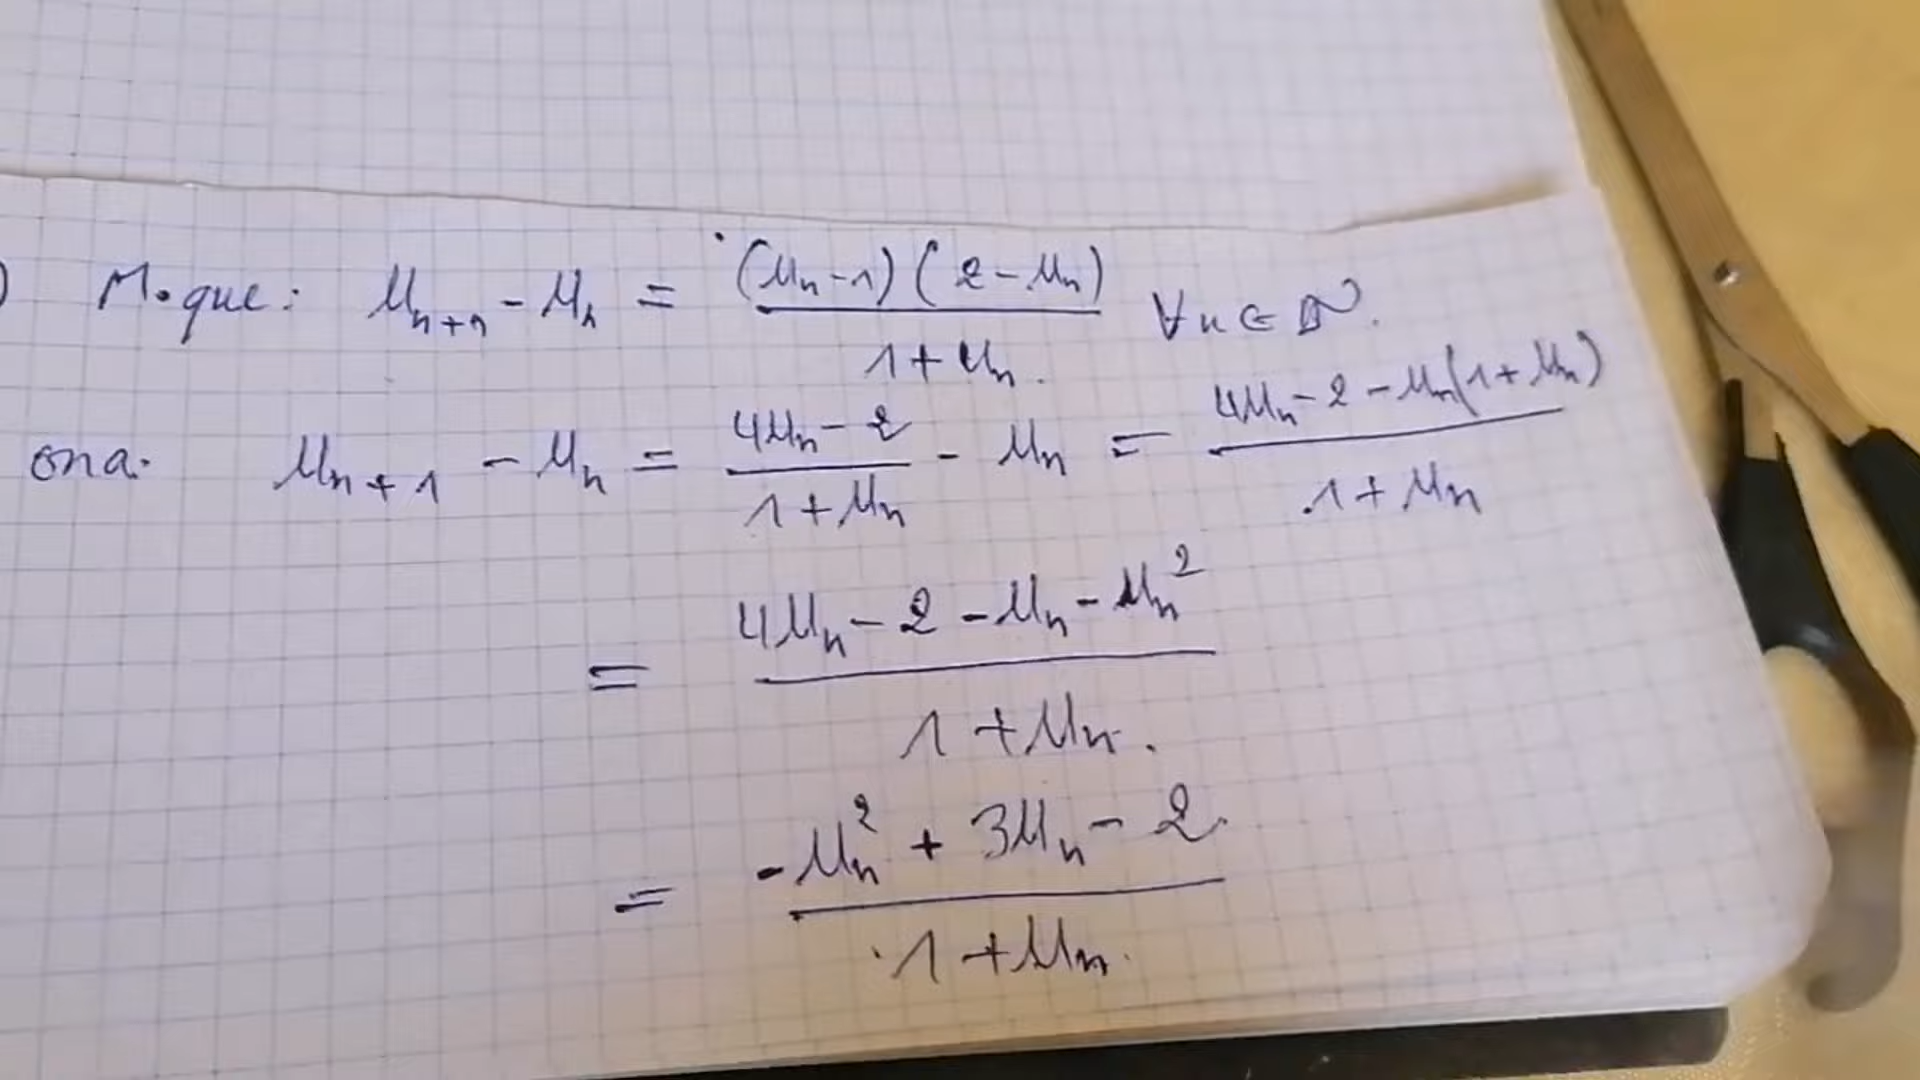 ) M.que: Un+1 - Un = (Un-1)(2-Un) / 1+Un. ∀n∈ℕ.
ona. Un+1 - Un = 4Un-2 / 1+Un - Un = 4Un-2-Un(1+Un) / 1+Un
= 4Un-2-Un-Un² / 1+Un.
= -Un²+3Un-2 / 1+Un.